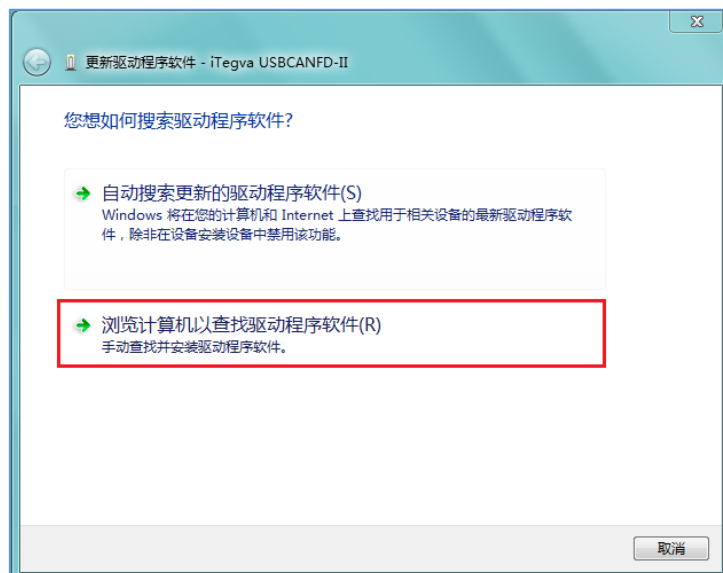 更新驱动程序软件 - iTegva USBCANFD-II
您想如何搜索驱动程序软件?
自动搜索更新的驱动程序软件(S)
Windows 将在您的计算机和 Internet 上查找用于相关设备的最新驱动程序软
件，除非在设备安装设备中禁用该功能。
浏览计算机以查找驱动程序软件(R)
手动查找并安装驱动程序软件。
取消